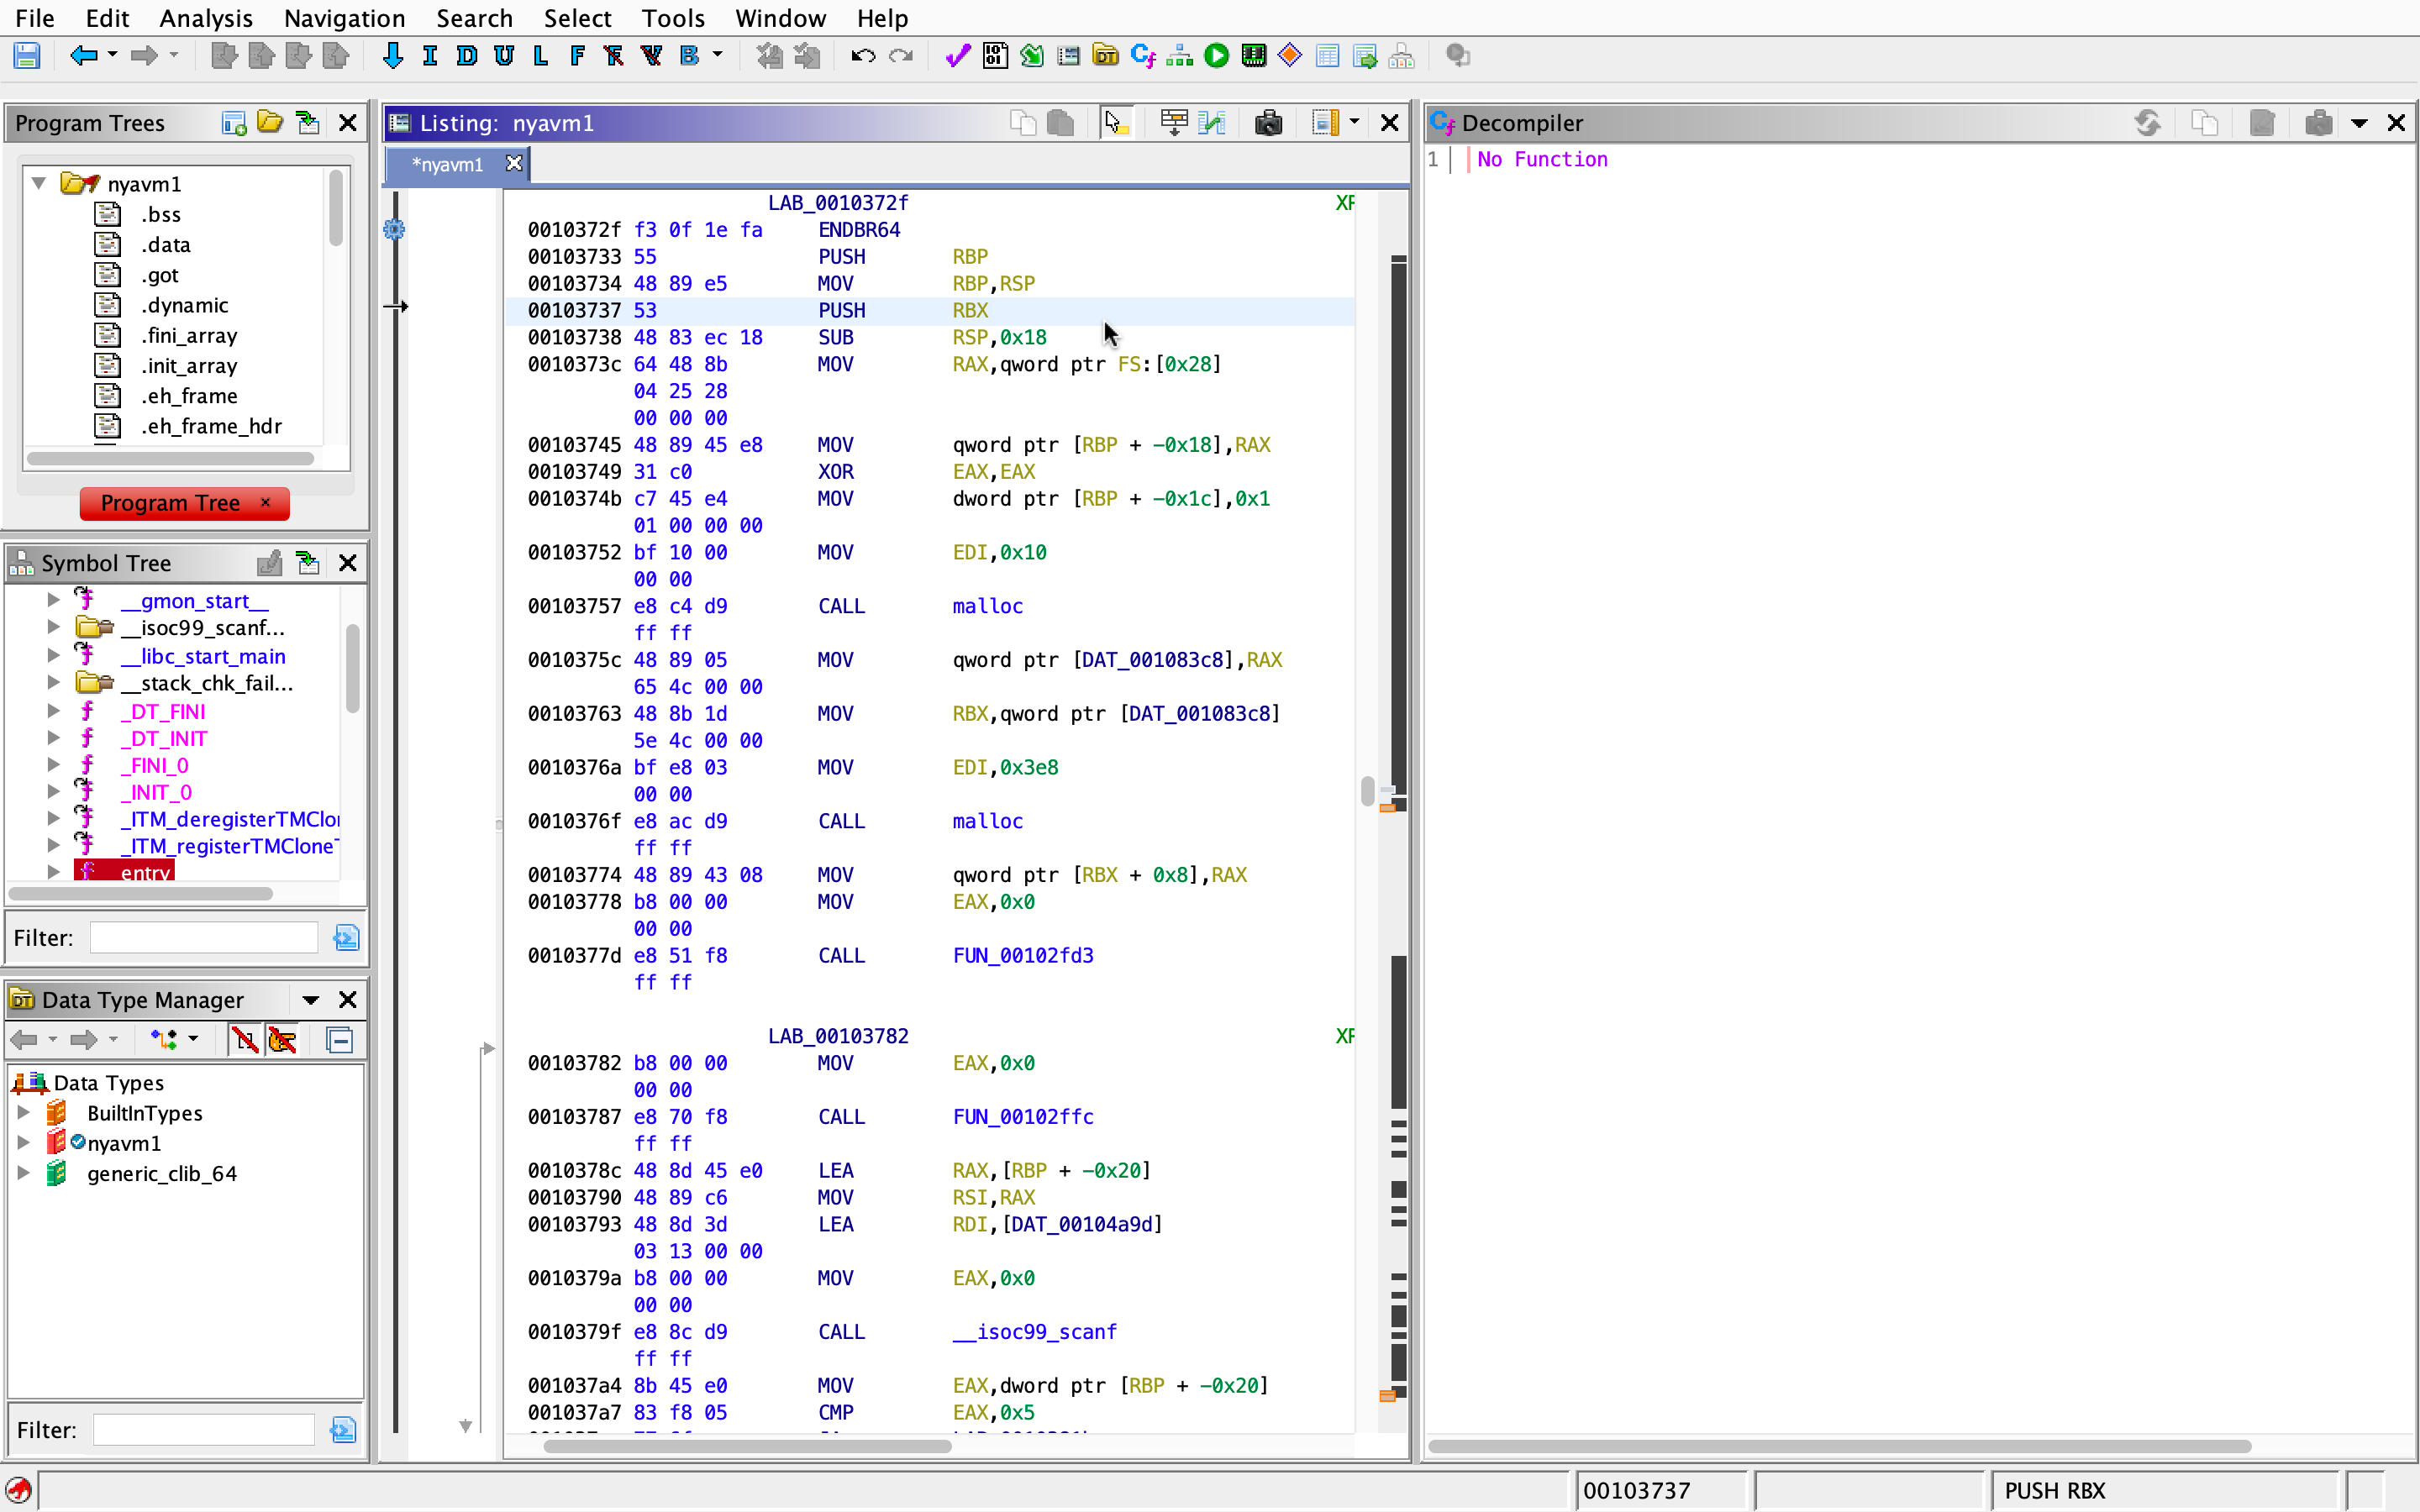 File Edit Analysis Navigation Search Select Tools Window Help
I D U L F B
Program Trees
nyavm1
.bss
.data
.got
.dynamic
.fini_array
.init_array
.eh_frame
.eh_frame_hdr
Program Tree ×
Symbol Tree
__gmon_start__
__isoc99_scanf...
__libc_start_main
__stack_chk_fail...
_DT_FINI
_DT_INIT
_FINI_0
_INIT_0
_ITM_deregisterTMClo
_ITM_registerTMClone
entry
Filter:
Data Type Manager
Data Types
BuiltInTypes
nyavm1
generic_clib_64
Filter:
Listing: nyavm1
*nyavm1
LAB_0010372f
0010372f f3 0f 1e fa ENDBR64
00103733 55 PUSH RBP
00103734 48 89 e5 MOV RBP,RSP
00103737 53 PUSH RBX
00103738 48 83 ec 18 SUB RSP,0x18
0010373c 64 48 8b MOV RAX,qword ptr FS:[0x28]
04 25 28
00 00 00
00103745 48 89 45 e8 MOV qword ptr [RBP + -0x18],RAX
00103749 31 c0 XOR EAX,EAX
0010374b c7 45 e4 MOV dword ptr [RBP + -0x1c],0x1
01 00 00 00
00103752 bf 10 00 MOV EDI,0x10
00 00
00103757 e8 c4 d9 CALL malloc
ff ff
0010375c 48 89 05 MOV qword ptr [DAT_001083c8],RAX
65 4c 00 00
00103763 48 8b 1d MOV RBX,qword ptr [DAT_001083c8]
5e 4c 00 00
0010376a bf e8 03 MOV EDI,0x3e8
00 00
0010376f e8 ac d9 CALL malloc
ff ff
00103774 48 89 43 08 MOV qword ptr [RBX + 0x8],RAX
00103778 b8 00 00 MOV EAX,0x0
00 00
0010377d e8 51 f8 CALL FUN_00102fd3
ff ff
LAB_00103782
00103782 b8 00 00 MOV EAX,0x0
00 00
00103787 e8 70 f8 CALL FUN_00102ffc
ff ff
0010378c 48 8d 45 e0 LEA RAX,[RBP + -0x20]
00103790 48 89 c6 MOV RSI,RAX
00103793 48 8d 3d LEA RDI,[DAT_00104a9d]
03 13 00 00
0010379a b8 00 00 MOV EAX,0x0
00 00
0010379f e8 8c d9 CALL __isoc99_scanf
ff ff
001037a4 8b 45 e0 MOV EAX,dword ptr [RBP + -0x20]
001037a7 83 f8 05 CMP EAX,0x5
Decompiler
1 No Function
00103737 PUSH RBX